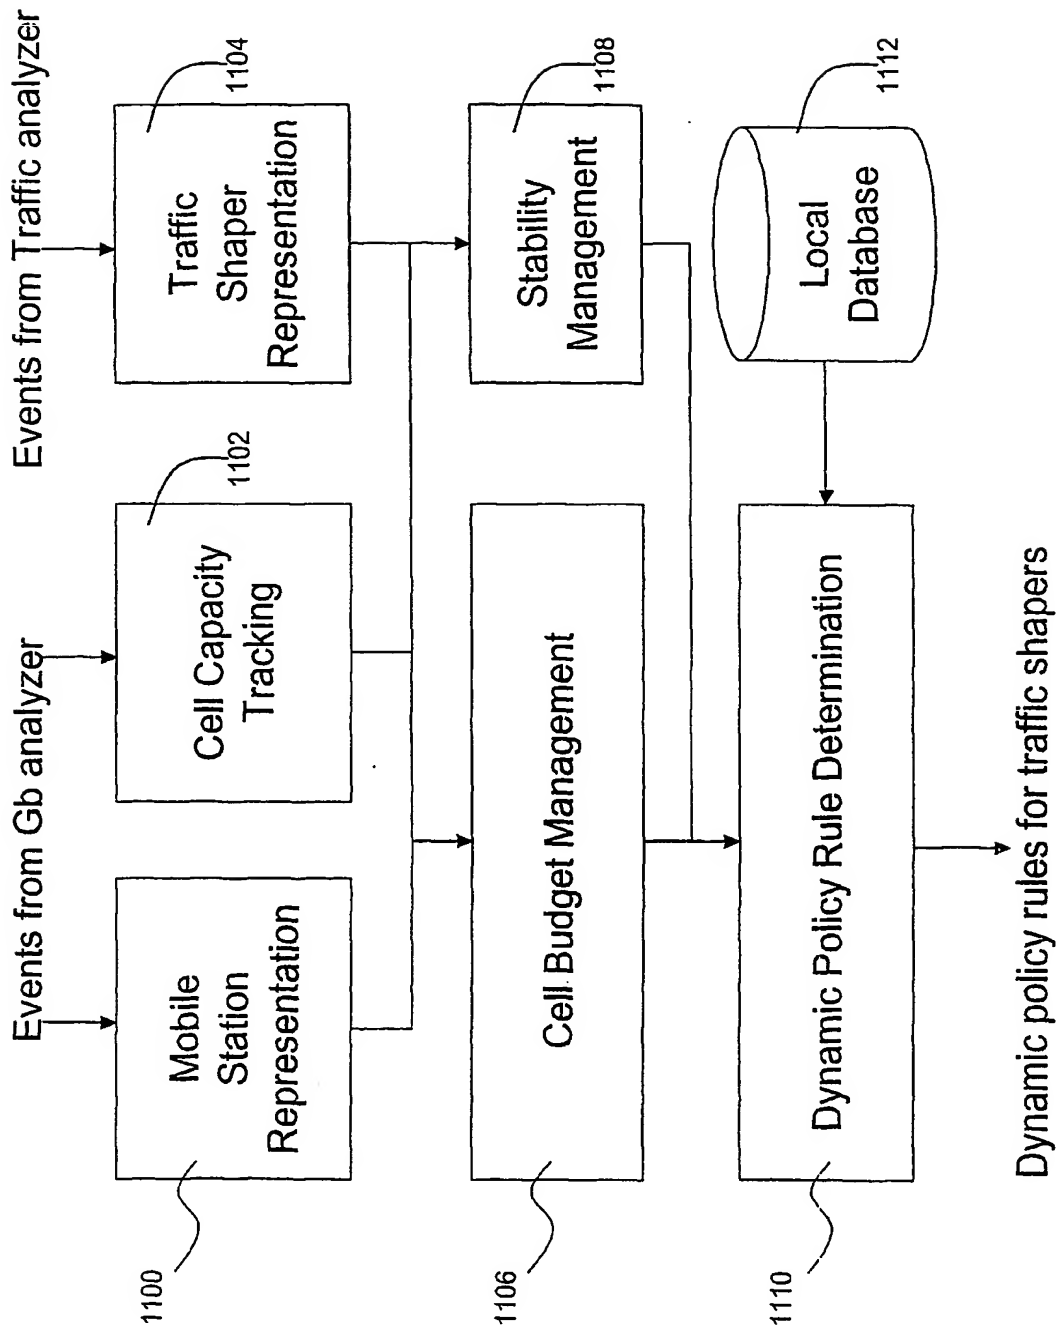 Events from Gb analyzer
Events from Traffic analyzer
1100
Mobile
Station
Representation
1102
Cell Capacity
Tracking
1104
Traffic
Shaper
Representation
1106
Cell Budget Management
1108
Stability
Management
1110
Dynamic Policy Rule Determination
1112
Local
Database
Dynamic policy rules for traffic shapers